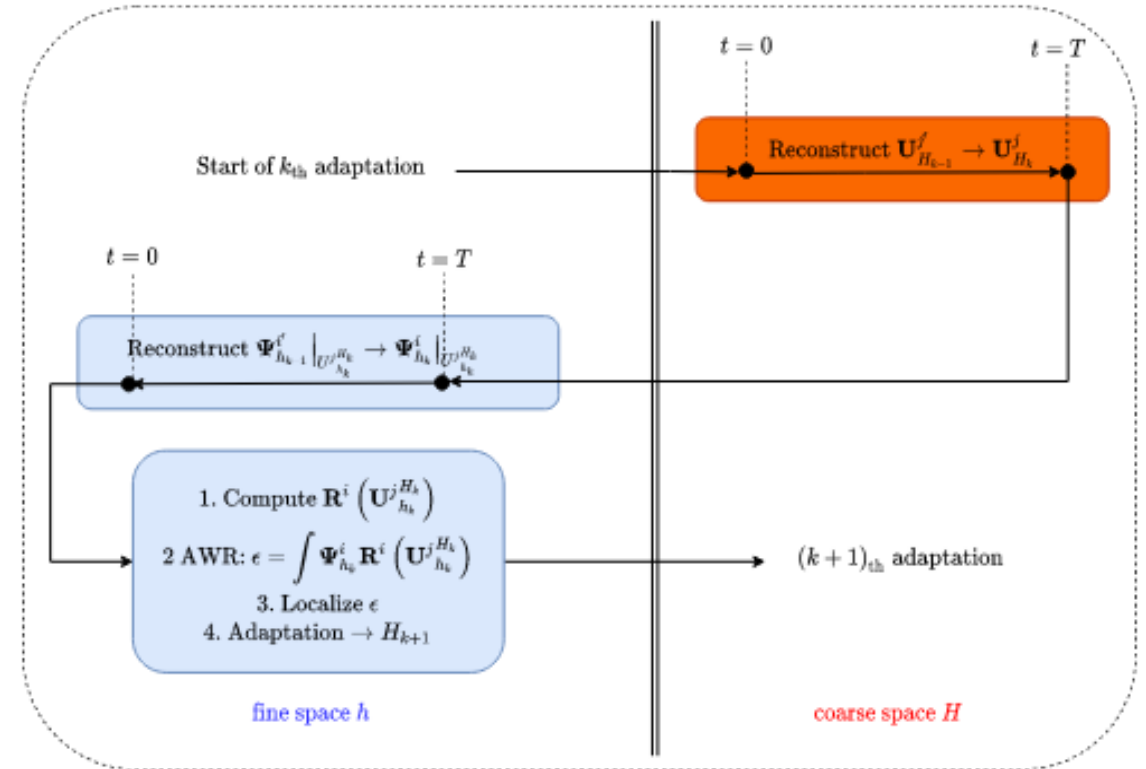 t = 0
t = T
Reconstruct U^{j'}_{H_{k-1}} → U^{j}_{H_k}
Start of k_th adaptation
t = 0
t = T
Reconstruct Ψ^{i'}_{h_{k-1}} |_{U^{j}{}^{H_k}_{h_k}} → Ψ^{i}_{h_k} |_{U^{j}{}^{H_k}_{h_k}}
1. Compute R^i (U^{j}{}^{H_k}_{h_k})
2 AWR: ϵ = ∫ Ψ^i_{h_k} R^i (U^{j}{}^{H_k}_{h_k})
3. Localize ϵ
4. Adaptation → H_{k+1}
(k + 1)_th adaptation
fine space h
coarse space H